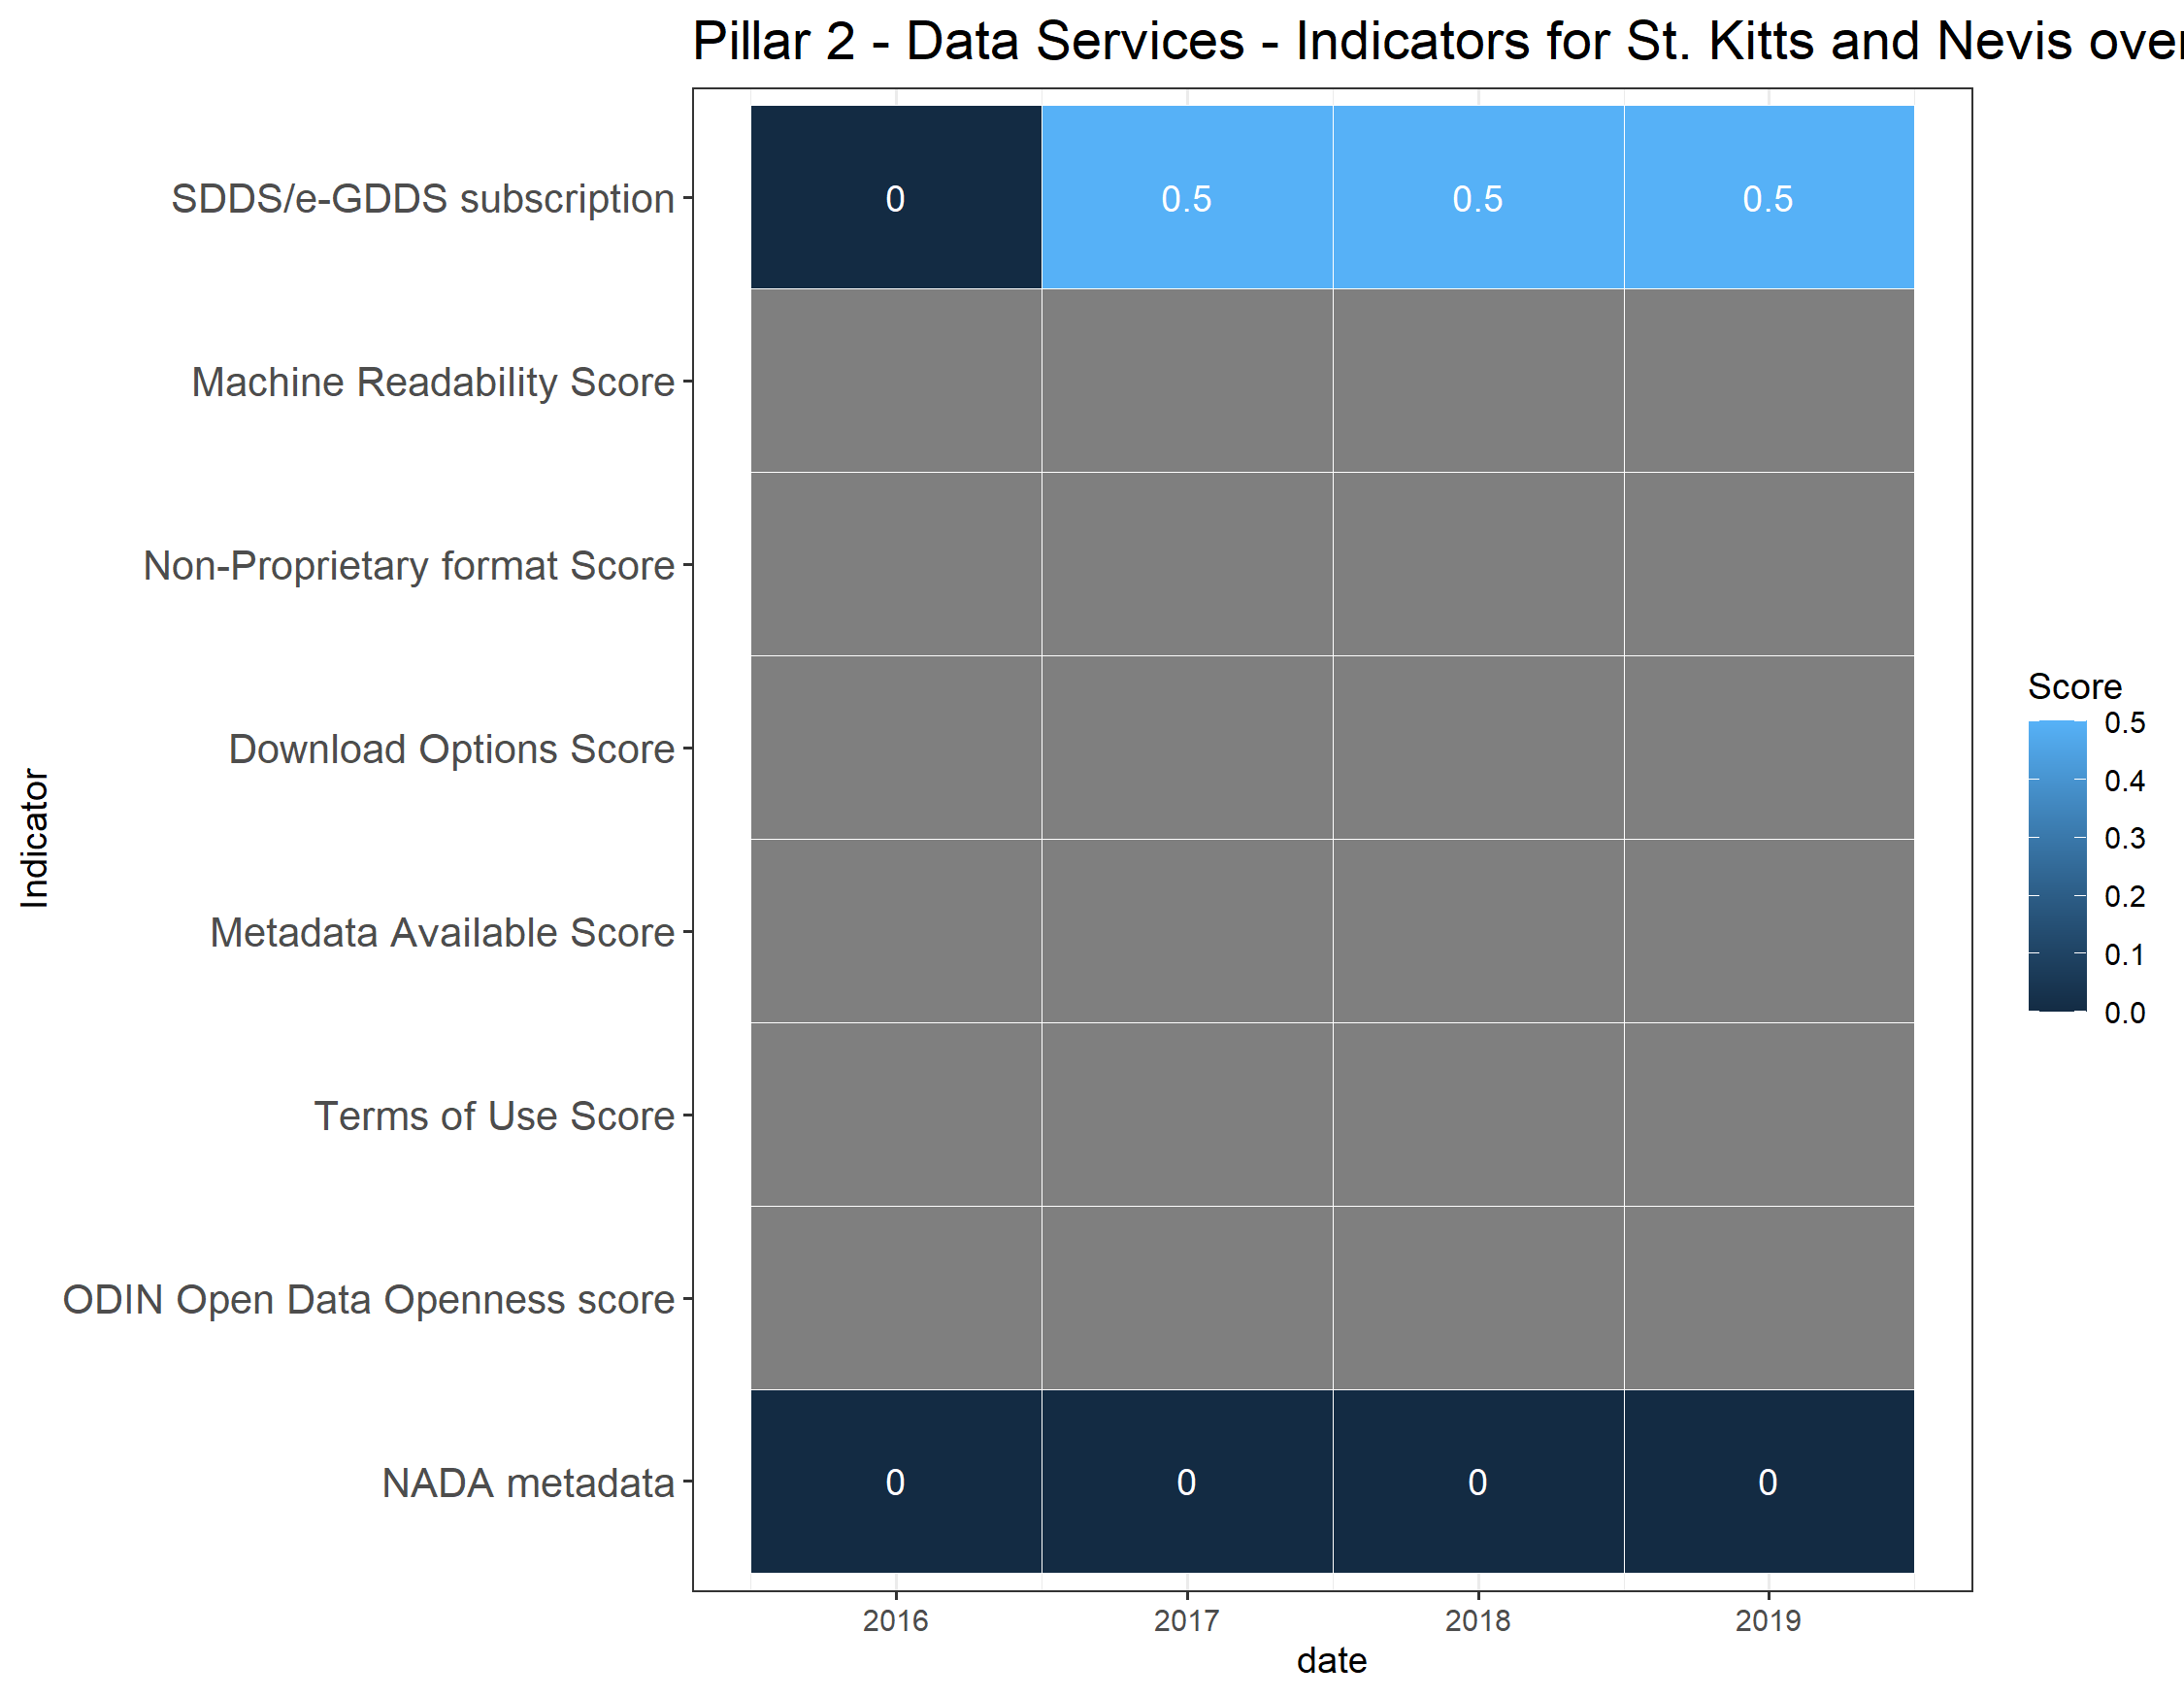 Pillar 2 - Data Services - Indicators for St. Kitts and Nevis over
SDDS/e-GDDS subscription
0 0.5 0.5 0.5
Machine Readability Score
Non-Proprietary format Score
Download Options Score
Metadata Available Score
Terms of Use Score
ODIN Open Data Openness score
NADA metadata
0 0 0 0
Indicator
2016 2017 2018 2019
date
Score
0.5
0.4
0.3
0.2
0.1
0.0